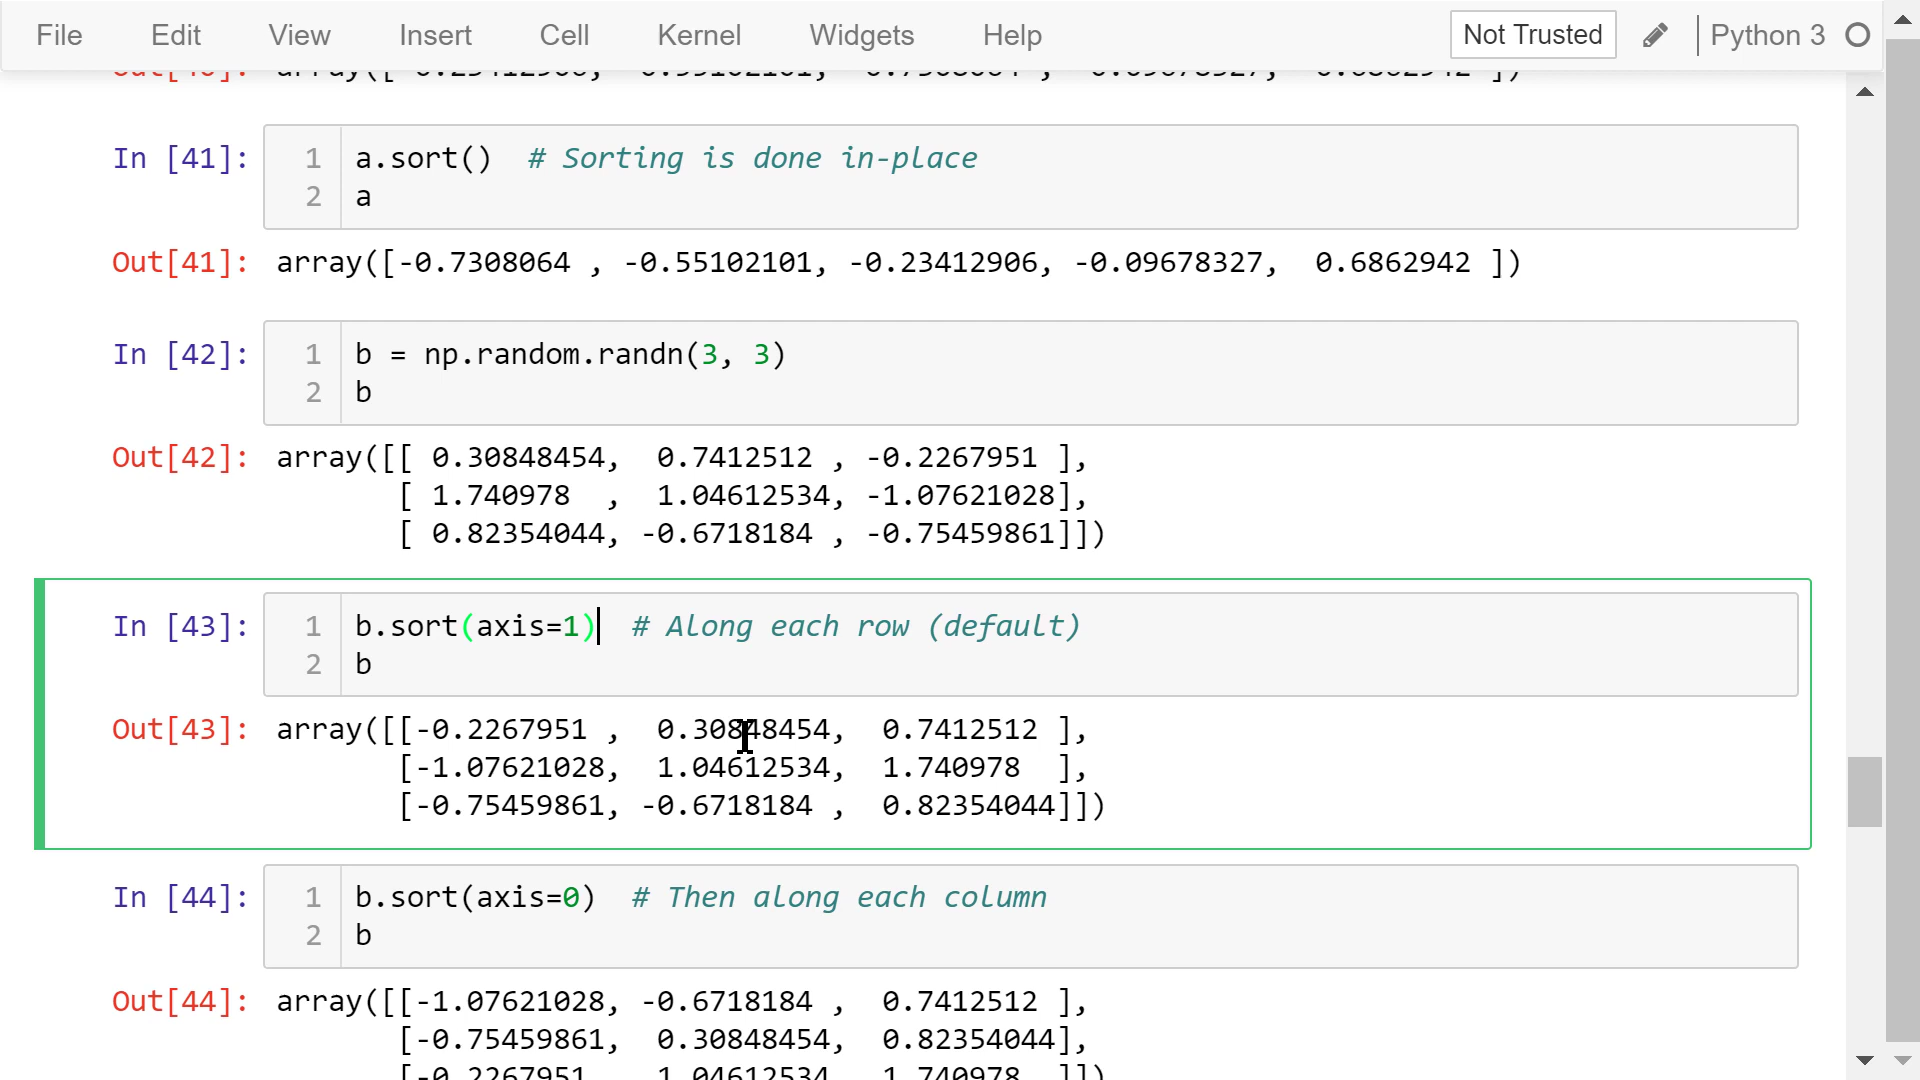 File Edit View Insert Cell Kernel Widgets Help Not Trusted Python 3
In [41]: 1 a.sort()  # Sorting is done in-place
2 a
Out[41]: array([-0.7308064 , -0.55102101, -0.23412906, -0.09678327,  0.6862942 ])
In [42]: 1 b = np.random.randn(3, 3)
2 b
Out[42]: array([[ 0.30848454,  0.7412512 , -0.2267951 ],
[ 1.740978  ,  1.04612534, -1.07621028],
[ 0.82354044, -0.6718184 , -0.75459861]])
In [43]: 1 b.sort(axis=1)  # Along each row (default)
2 b
Out[43]: array([[-0.2267951 ,  0.30848454,  0.7412512 ],
[-1.07621028,  1.04612534,  1.740978  ],
[-0.75459861, -0.6718184 ,  0.82354044]])
In [44]: 1 b.sort(axis=0)  # Then along each column
2 b
Out[44]: array([[-1.07621028, -0.6718184 ,  0.7412512 ],
[-0.75459861,  0.30848454,  0.82354044],
[-0.2267951 ,  1.04612534,  1.740978  ]])